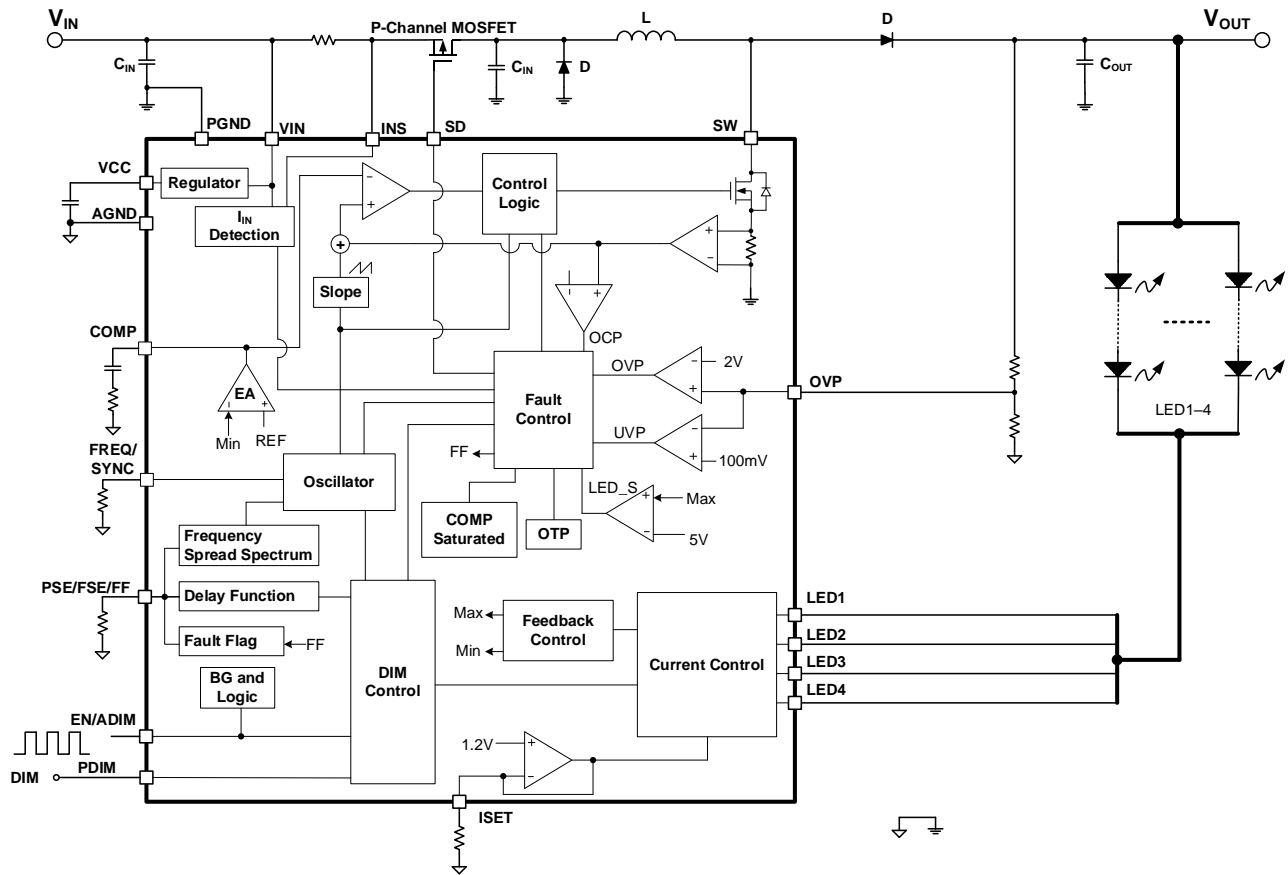 VIN
P-Channel MOSFET
L
D
VOUT
CIN
CIN
D
COUT
PGND
VIN
INS
SD
SW
VCC
Regulator
AGND
IIN
Detection
−
+
Control
Logic
+
−
+
Slope
−
+
OCP
COMP
EA
−
+
Min
REF
OVP
−
+
2V
OVP
Fault
Control
UVP
−
+
100mV
FF
LED1–4
FREQ/
SYNC
Oscillator
LED_S
+
−
Max
5V
COMP
Saturated
OTP
Frequency
Spread Spectrum
PSE/FSE/FF
Delay Function
Fault Flag
FF
BG and
Logic
DIM
Control
Max
Min
Feedback
Control
Current Control
LED1
LED2
LED3
LED4
EN/ADIM
DIM
PDIM
1.2V
+
−
ISET